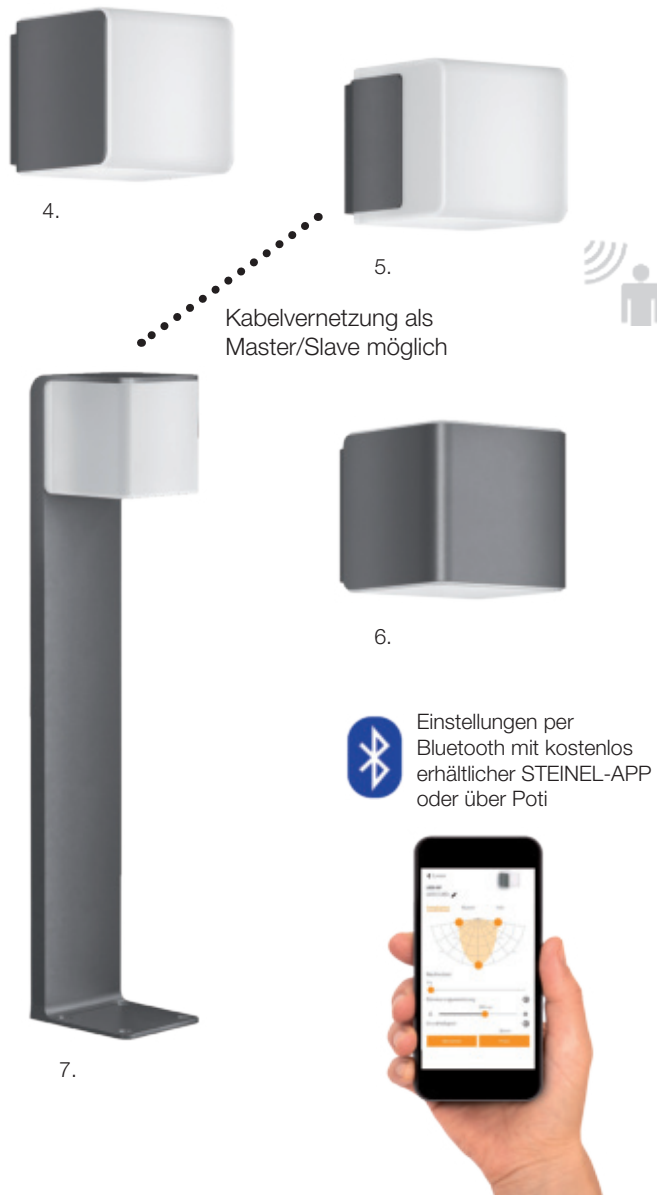 4.
5.
Kabelvernetzung als
Master/Slave möglich
6.
Einstellungen per
Bluetooth mit kostenlos
erhältlicher STEINEL-APP
oder über Poti
7.